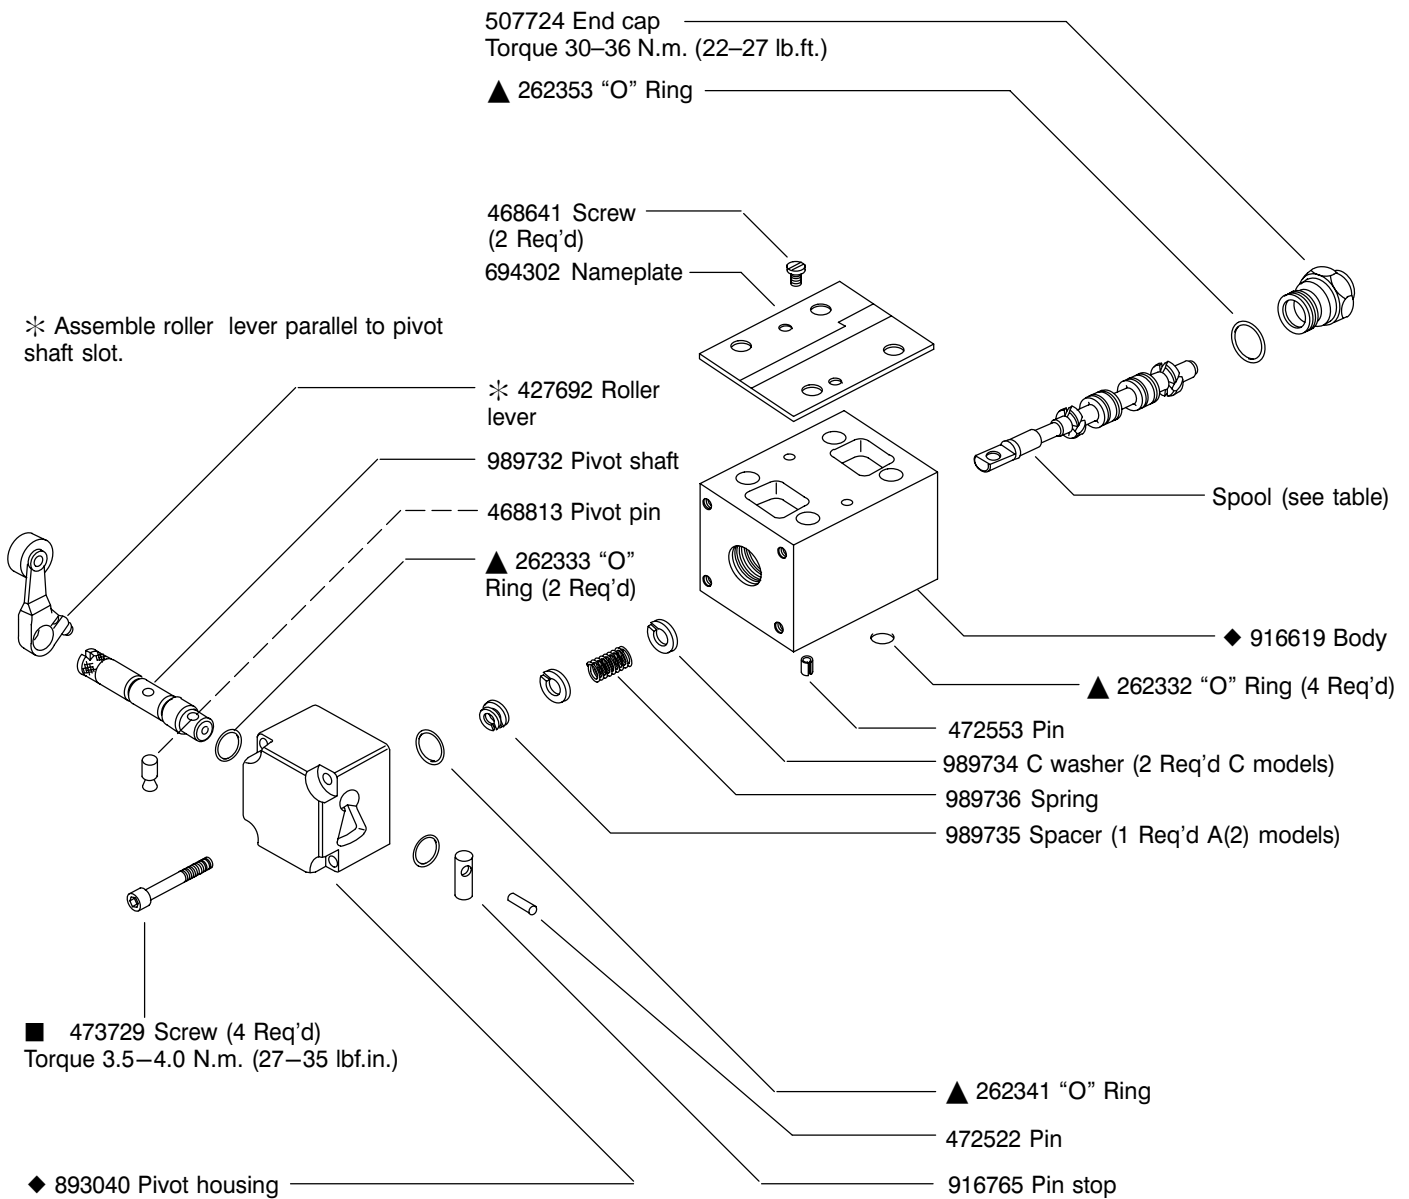 507724 End cap
Torque 30–36 N.m. (22–27 lb.ft.)
▲ 262353 “O” Ring
468641 Screw
(2 Req’d)
694302 Nameplate
✳ Assemble roller lever parallel to pivot
shaft slot.
✳ 427692 Roller
lever
989732 Pivot shaft
468813 Pivot pin
▲ 262333 “O”
Ring (2 Req’d)
Spool (see table)
◆ 916619 Body
▲ 262332 “O” Ring (4 Req’d)
472553 Pin
989734 C washer (2 Req’d C models)
989736 Spring
989735 Spacer (1 Req’d A(2) models)
■ 473729 Screw (4 Req’d)
Torque 3.5–4.0 N.m. (27–35 lbf.in.)
▲ 262341 “O” Ring
472522 Pin
◆ 893040 Pivot housing
916765 Pin stop